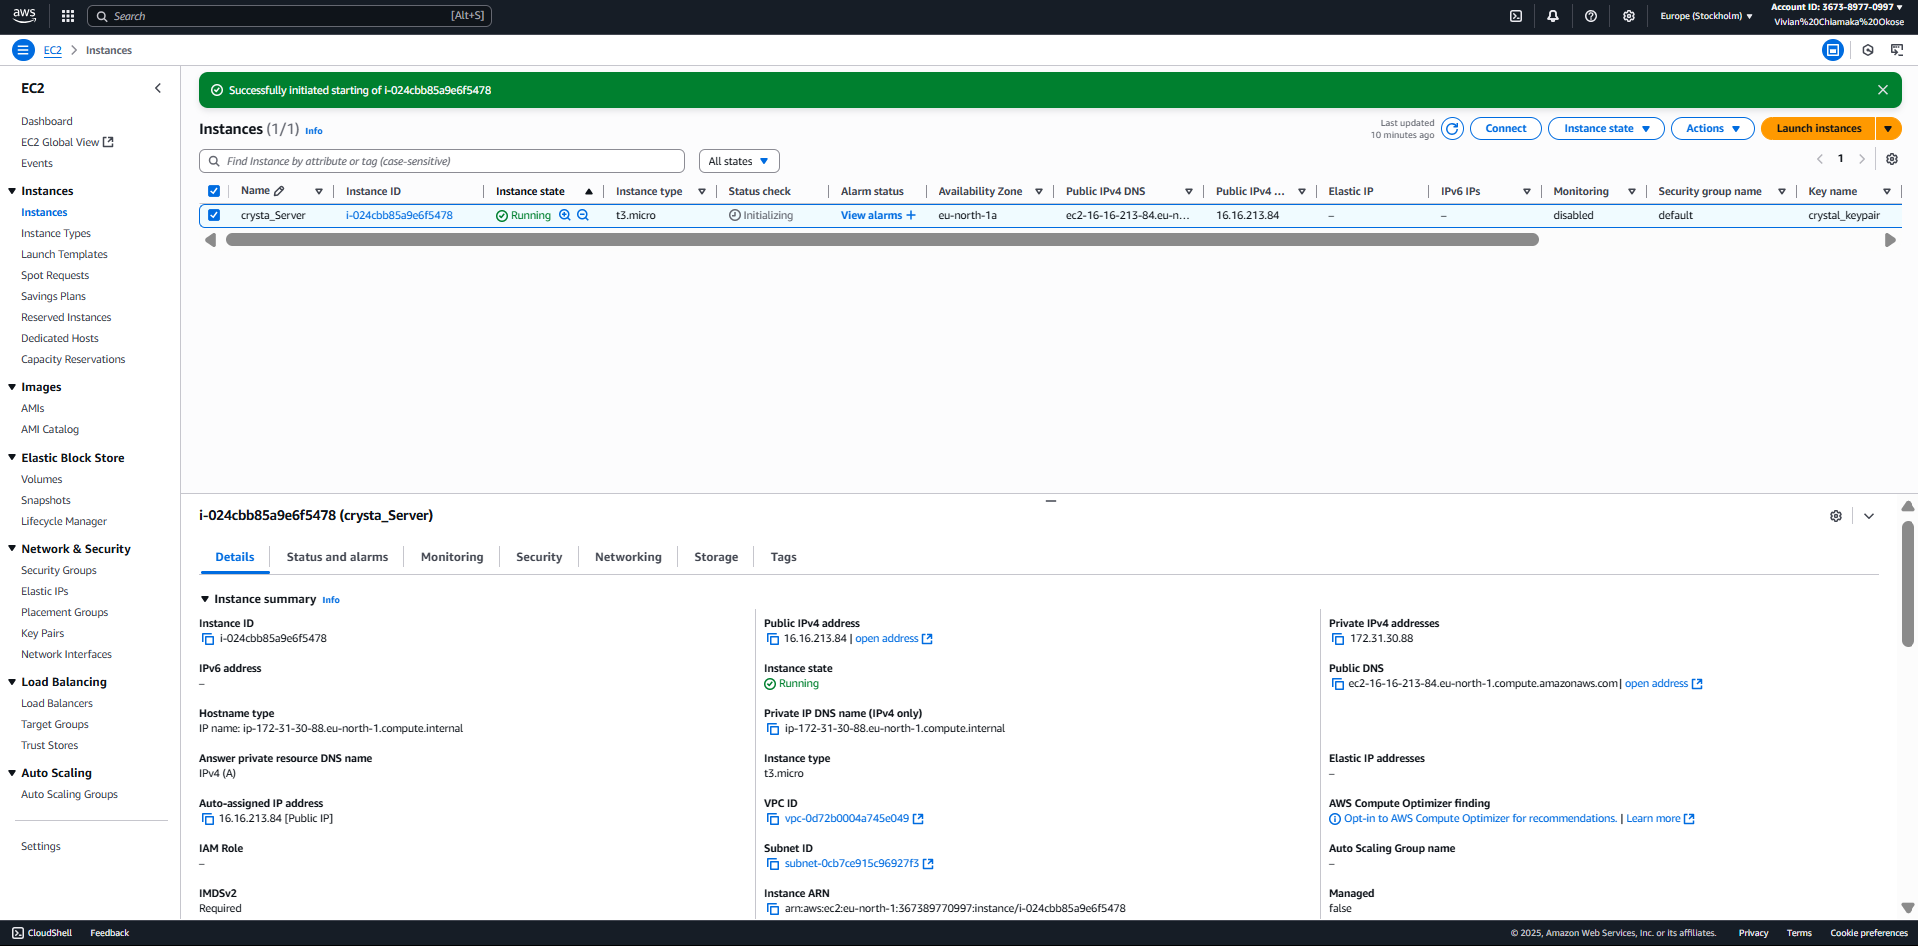 aws
Search [Alt+S]
Europe (Stockholm)
Account ID: 3673-8977-0997
Vivian%20Chiamaka%20Okose
EC2 > Instances
EC2
Dashboard
EC2 Global View
Events
Instances
Instances
Instance Types
Launch Templates
Spot Requests
Savings Plans
Reserved Instances
Dedicated Hosts
Capacity Reservations
Images
AMIs
AMI Catalog
Elastic Block Store
Volumes
Snapshots
Lifecycle Manager
Network & Security
Security Groups
Elastic IPs
Placement Groups
Key Pairs
Network Interfaces
Load Balancing
Load Balancers
Target Groups
Trust Stores
Auto Scaling
Auto Scaling Groups
Settings
Successfully initiated starting of i-024cbb85a9e6f5478
Instances (1/1) Info
Last updated
10 minutes ago
Connect Instance state Actions Launch instances
Find Instance by attribute or tag (case-sensitive) All states 1
Name Instance ID Instance state Instance type Status check Alarm status Availability Zone Public IPv4 DNS Public IPv4 ... Elastic IP IPv6 IPs Monitoring Security group name Key name
crysta_Server i-024cbb85a9e6f5478 Running t3.micro Initializing View alarms + eu-north-1a ec2-16-16-213-84.eu-n... 16.16.213.84 – – disabled default crystal_keypair
i-024cbb85a9e6f5478 (crysta_Server)
Details Status and alarms Monitoring Security Networking Storage Tags
Instance summary Info
Instance ID
i-024cbb85a9e6f5478
IPv6 address
–
Hostname type
IP name: ip-172-31-30-88.eu-north-1.compute.internal
Answer private resource DNS name
IPv4 (A)
Auto-assigned IP address
16.16.213.84 [Public IP]
IAM Role
–
IMDSv2
Required
Public IPv4 address
16.16.213.84 | open address
Instance state
Running
Private IP DNS name (IPv4 only)
ip-172-31-30-88.eu-north-1.compute.internal
Instance type
t3.micro
VPC ID
vpc-0d72b0004a745e049
Subnet ID
subnet-0cb7ce915c96927f3
Instance ARN
arn:aws:ec2:eu-north-1:367389770997:instance/i-024cbb85a9e6f5478
Private IPv4 addresses
172.31.30.88
Public DNS
ec2-16-16-213-84.eu-north-1.compute.amazonaws.com | open address
Elastic IP addresses
–
AWS Compute Optimizer finding
Opt-in to AWS Compute Optimizer for recommendations. | Learn more
Auto Scaling Group name
–
Managed
false
CloudShell Feedback © 2025, Amazon Web Services, Inc. or its affiliates. Privacy Terms Cookie preferences